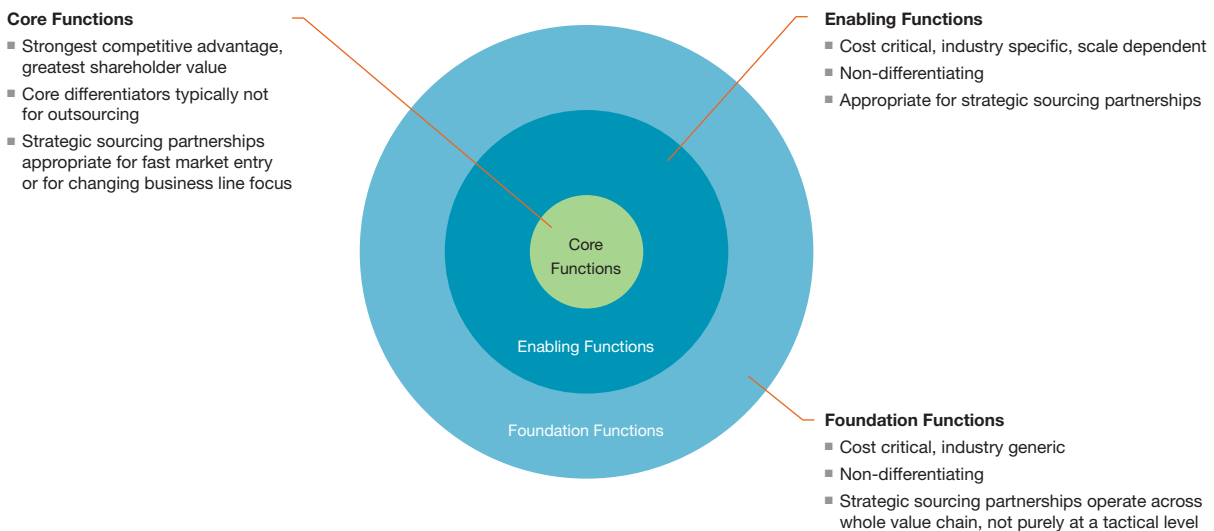 Core Functions
■ Strongest competitive advantage,
greatest shareholder value
■ Core differentiators typically not
for outsourcing
■ Strategic sourcing partnerships
appropriate for fast market entry
or for changing business line focus
Enabling Functions
■ Cost critical, industry specific, scale dependent
■ Non-differentiating
■ Appropriate for strategic sourcing partnerships
Core
Functions
Enabling Functions
Foundation Functions
Foundation Functions
■ Cost critical, industry generic
■ Non-differentiating
■ Strategic sourcing partnerships operate across
whole value chain, not purely at a tactical level